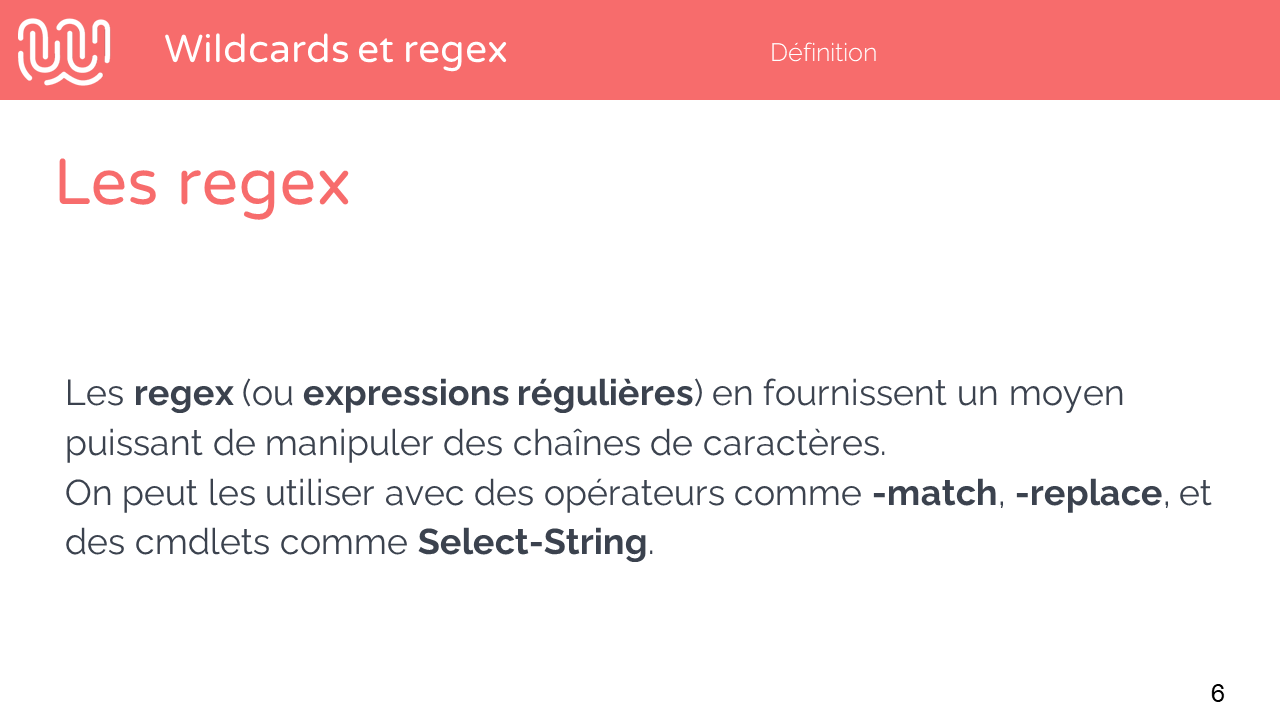 Wildcards et regex
Définition
Les regex
Les regex (ou expressions régulières) en fournissent un moyen
puissant de manipuler des chaînes de caractères.
On peut les utiliser avec des opérateurs comme -match, -replace, et
des cmdlets comme Select-String.
6